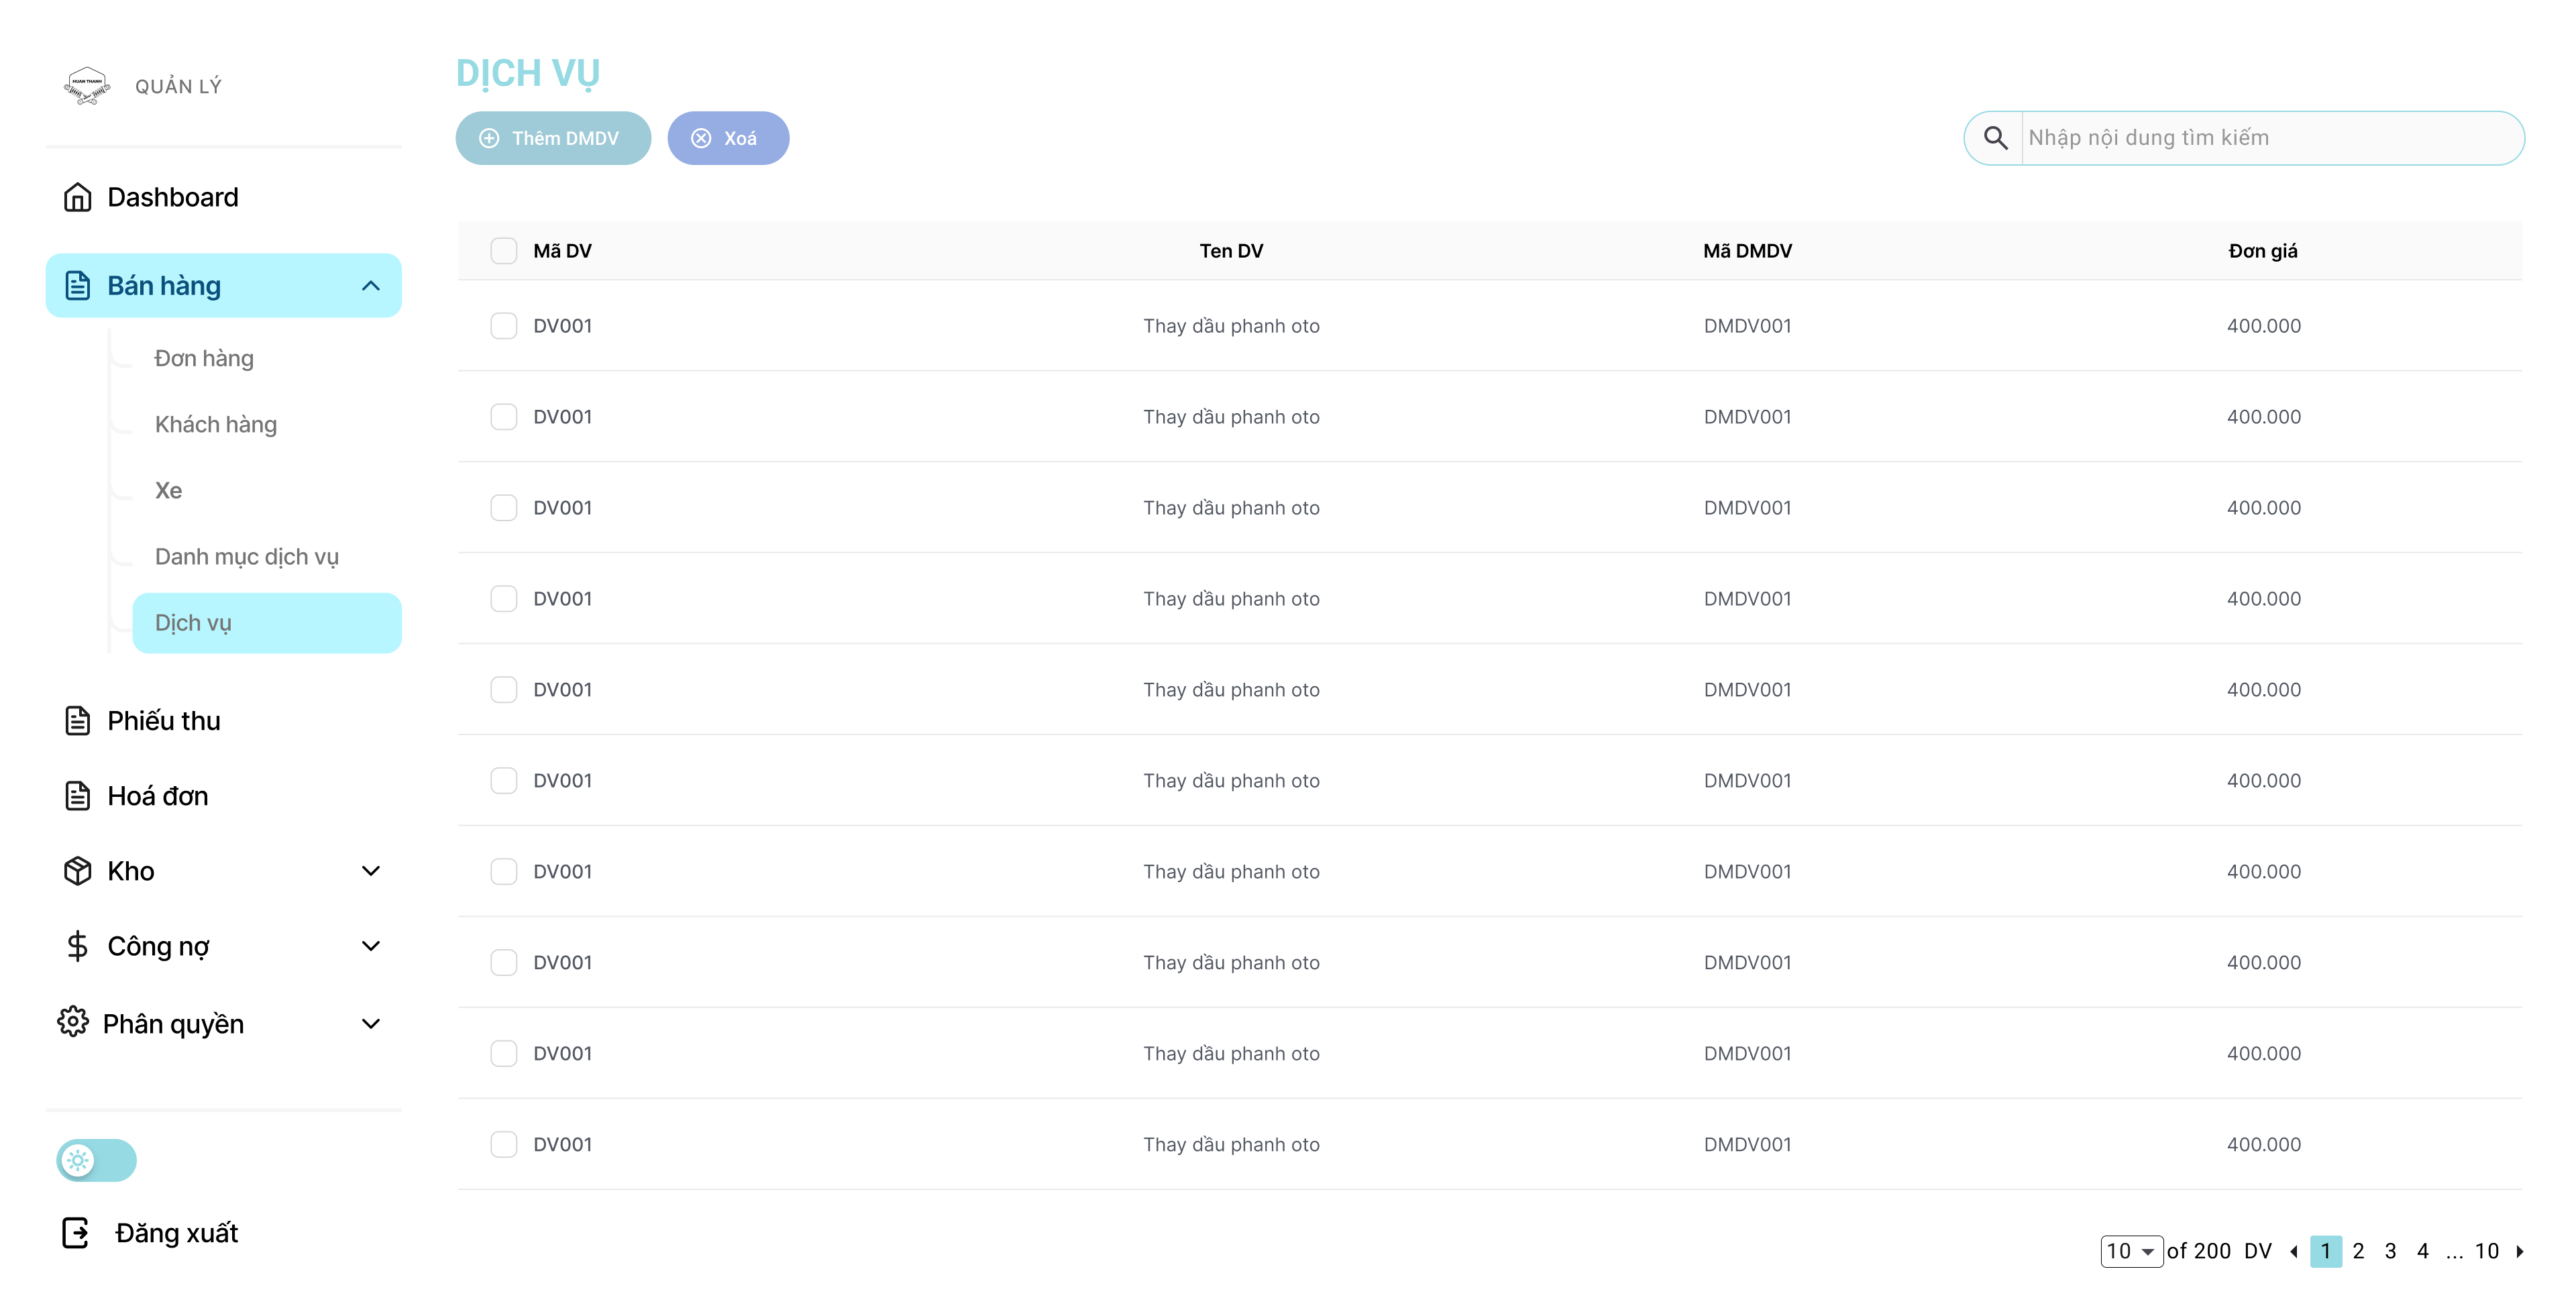 HUAN THANH
QUẢN LÝ
Dashboard
Bán hàng
Đơn hàng
Khách hàng
Xe
Danh mục dịch vụ
Dịch vụ
Phiếu thu
Hoá đơn
Kho
Công nợ
Phân quyền
Đăng xuất
DỊCH VỤ
Thêm DMDV
Xoá
Nhập nội dung tìm kiếm
Mã DV Ten DV Mã DMDV Đơn giá
DV001 Thay dầu phanh oto DMDV001 400.000
DV001 Thay dầu phanh oto DMDV001 400.000
DV001 Thay dầu phanh oto DMDV001 400.000
DV001 Thay dầu phanh oto DMDV001 400.000
DV001 Thay dầu phanh oto DMDV001 400.000
DV001 Thay dầu phanh oto DMDV001 400.000
DV001 Thay dầu phanh oto DMDV001 400.000
DV001 Thay dầu phanh oto DMDV001 400.000
DV001 Thay dầu phanh oto DMDV001 400.000
DV001 Thay dầu phanh oto DMDV001 400.000
10 of 200 DV 1 2 3 4 ... 10